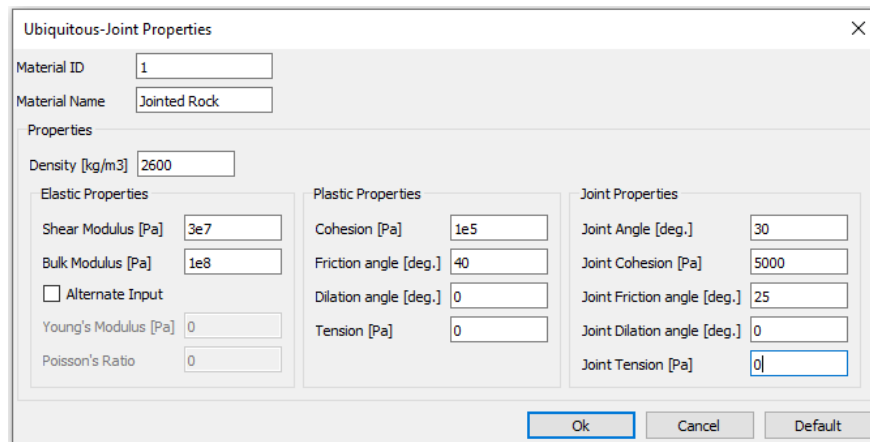 Ubiquitous-Joint Properties
Material ID 1
Material Name Jointed Rock
Properties
Density [kg/m3] 2600
Elastic Properties
Shear Modulus [Pa] 3e7
Bulk Modulus [Pa] 1e8
Alternate Input
Young's Modulus [Pa] 0
Poisson's Ratio 0
Plastic Properties
Cohesion [Pa] 1e5
Friction angle [deg.] 40
Dilation angle [deg.] 0
Tension [Pa] 0
Joint Properties
Joint Angle [deg.] 30
Joint Cohesion [Pa] 5000
Joint Friction angle [deg.] 25
Joint Dilation angle [deg.] 0
Joint Tension [Pa] 0
Ok Cancel Default